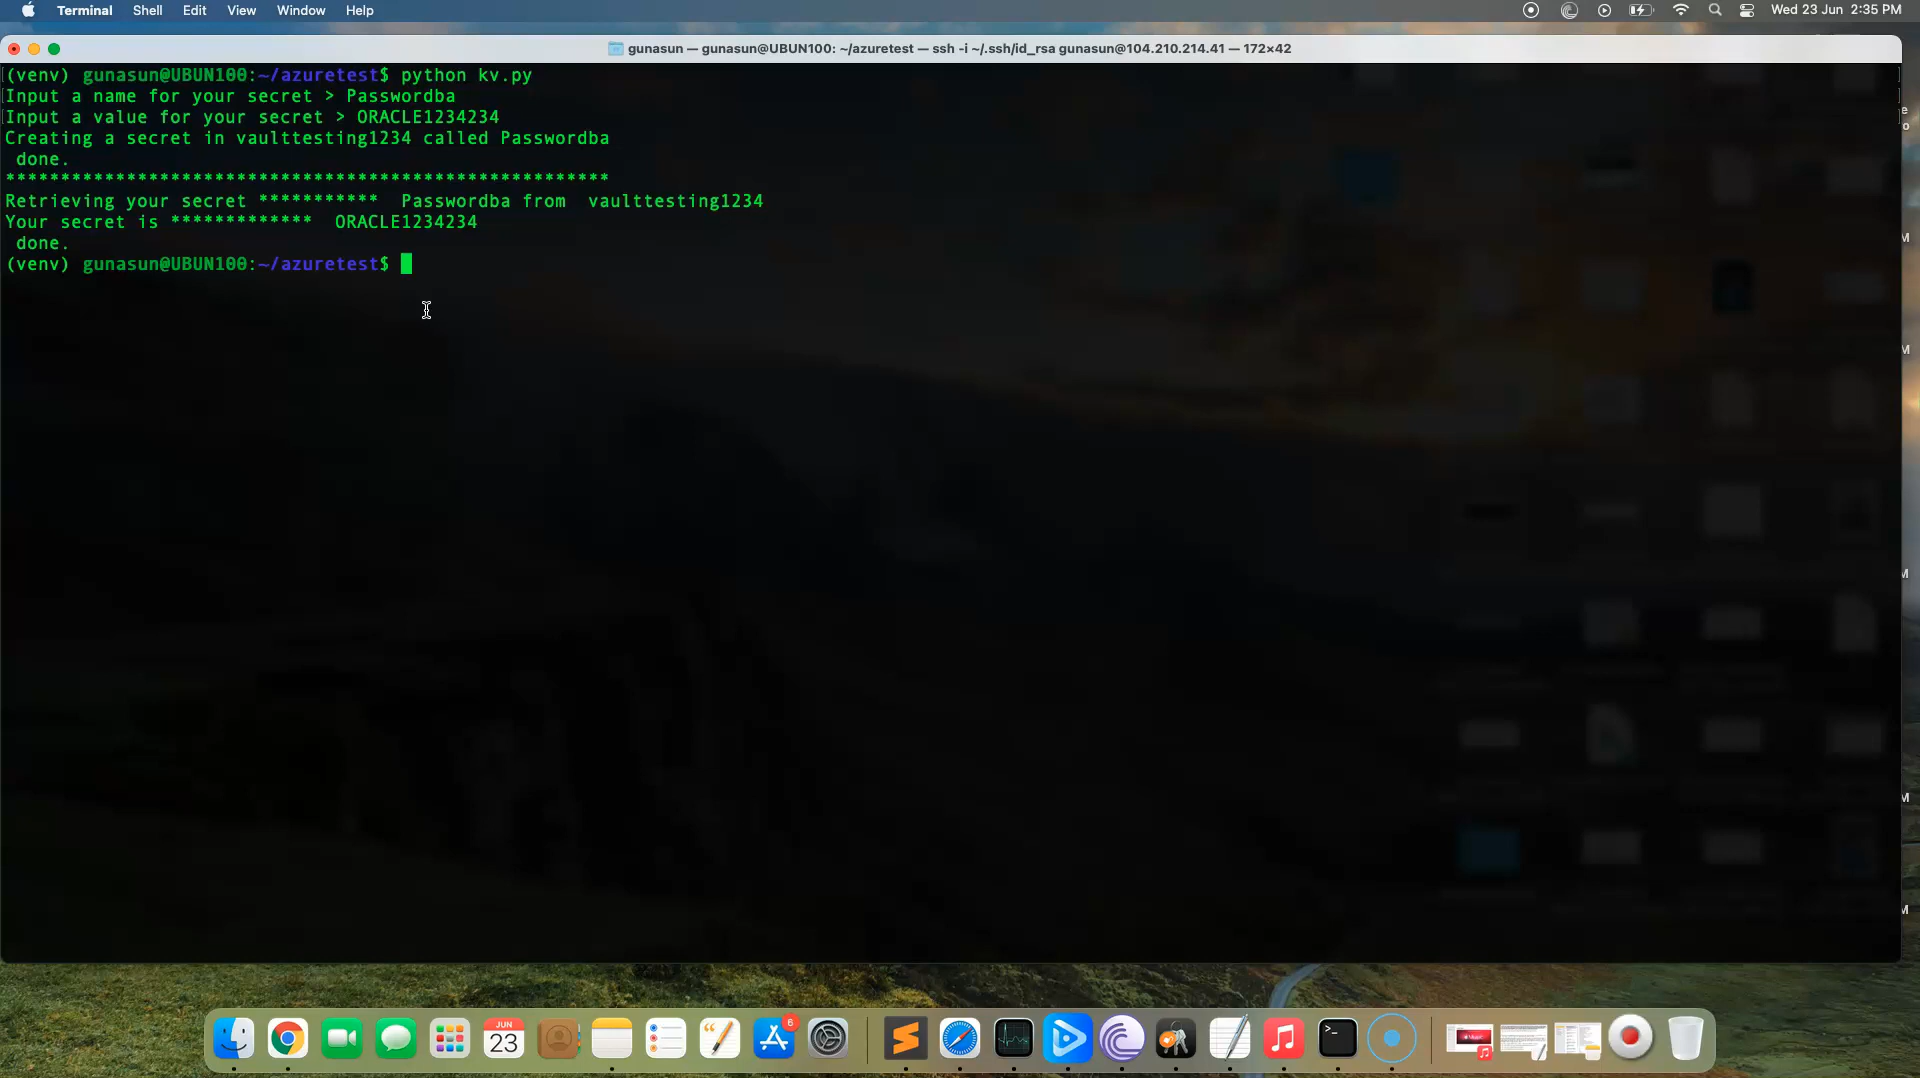 Terminal Shell Edit View Window Help Wed 23 Jun 2:35 PM
gunasun — gunasun@UBUN100: ~/azuretest — ssh -i ~/.ssh/id_rsa gunasun@104.210.214.41 — 172×42
(venv) gunasun@UBUN100:~/azuretest$ python kv.py
Input a name for your secret > Passwordba
Input a value for your secret > ORACLE1234234
Creating a secret in vaulttesting1234 called Passwordba
done.
*******************************************************
Retrieving your secret *********** Passwordba from vaulttesting1234
Your secret is ************* ORACLE1234234
done.
(venv) gunasun@UBUN100:~/azuretest$
JUN
23
6